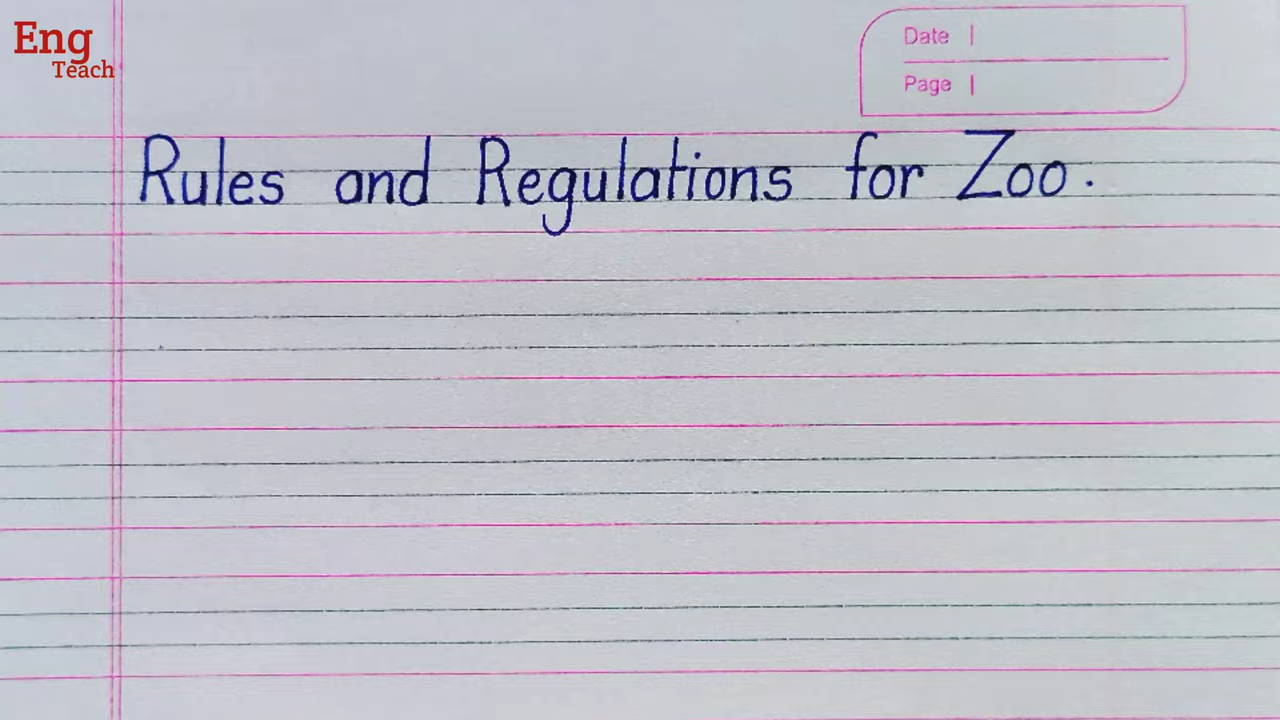 Eng
Teach
Date |
Page |
Rules and Regulations for Zoo.